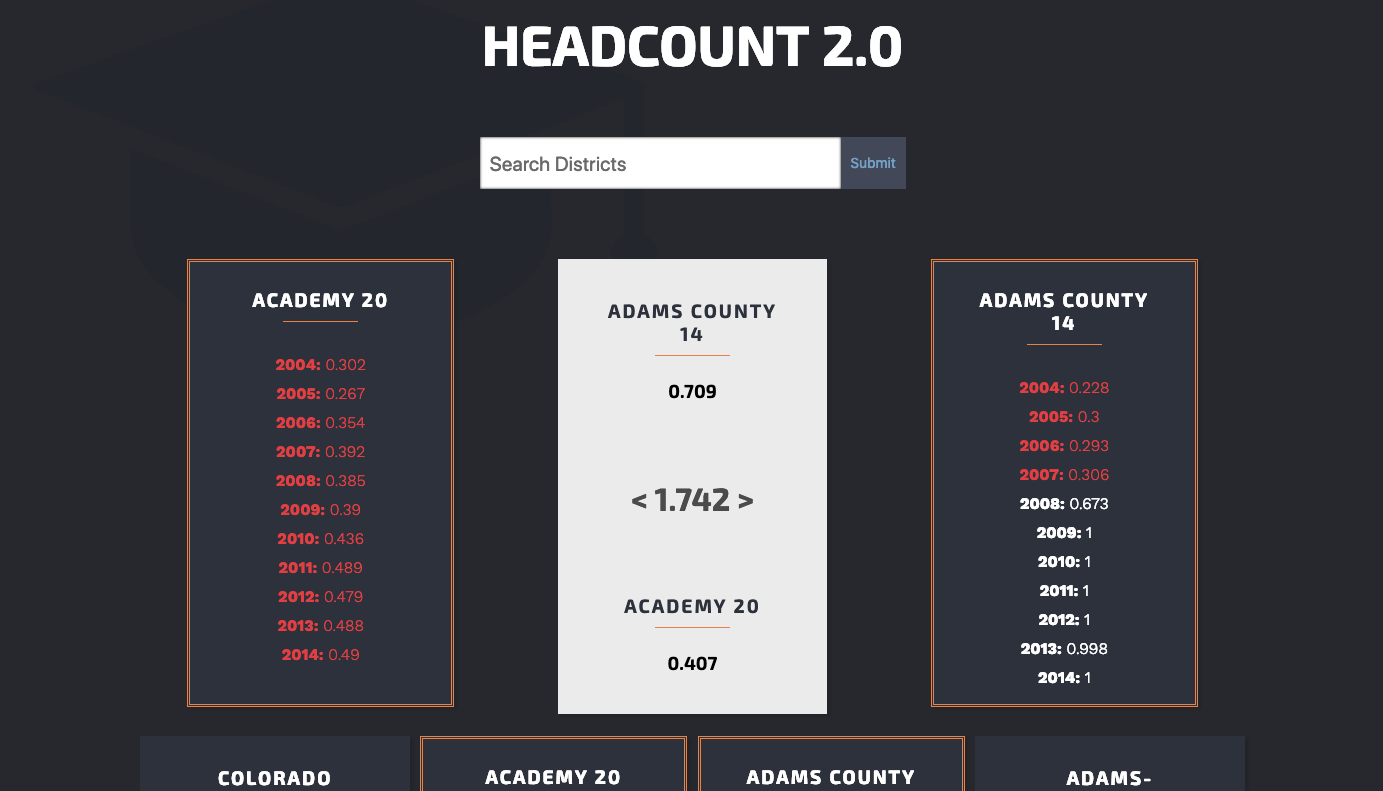 HEADCOUNT 2.0
Search Districts
Submit
ACADEMY 20
2004: 0.302
2005: 0.267
2006: 0.354
2007: 0.392
2008: 0.385
2009: 0.39
2010: 0.436
2011: 0.489
2012: 0.479
2013: 0.488
2014: 0.49
ADAMS COUNTY
14
0.709
< 1.742 >
ACADEMY 20
0.407
ADAMS COUNTY
14
2004: 0.228
2005: 0.3
2006: 0.293
2007: 0.306
2008: 0.673
2009: 1
2010: 1
2011: 1
2012: 1
2013: 0.998
2014: 1
COLORADO
ACADEMY 20
ADAMS COUNTY
ADAMS-